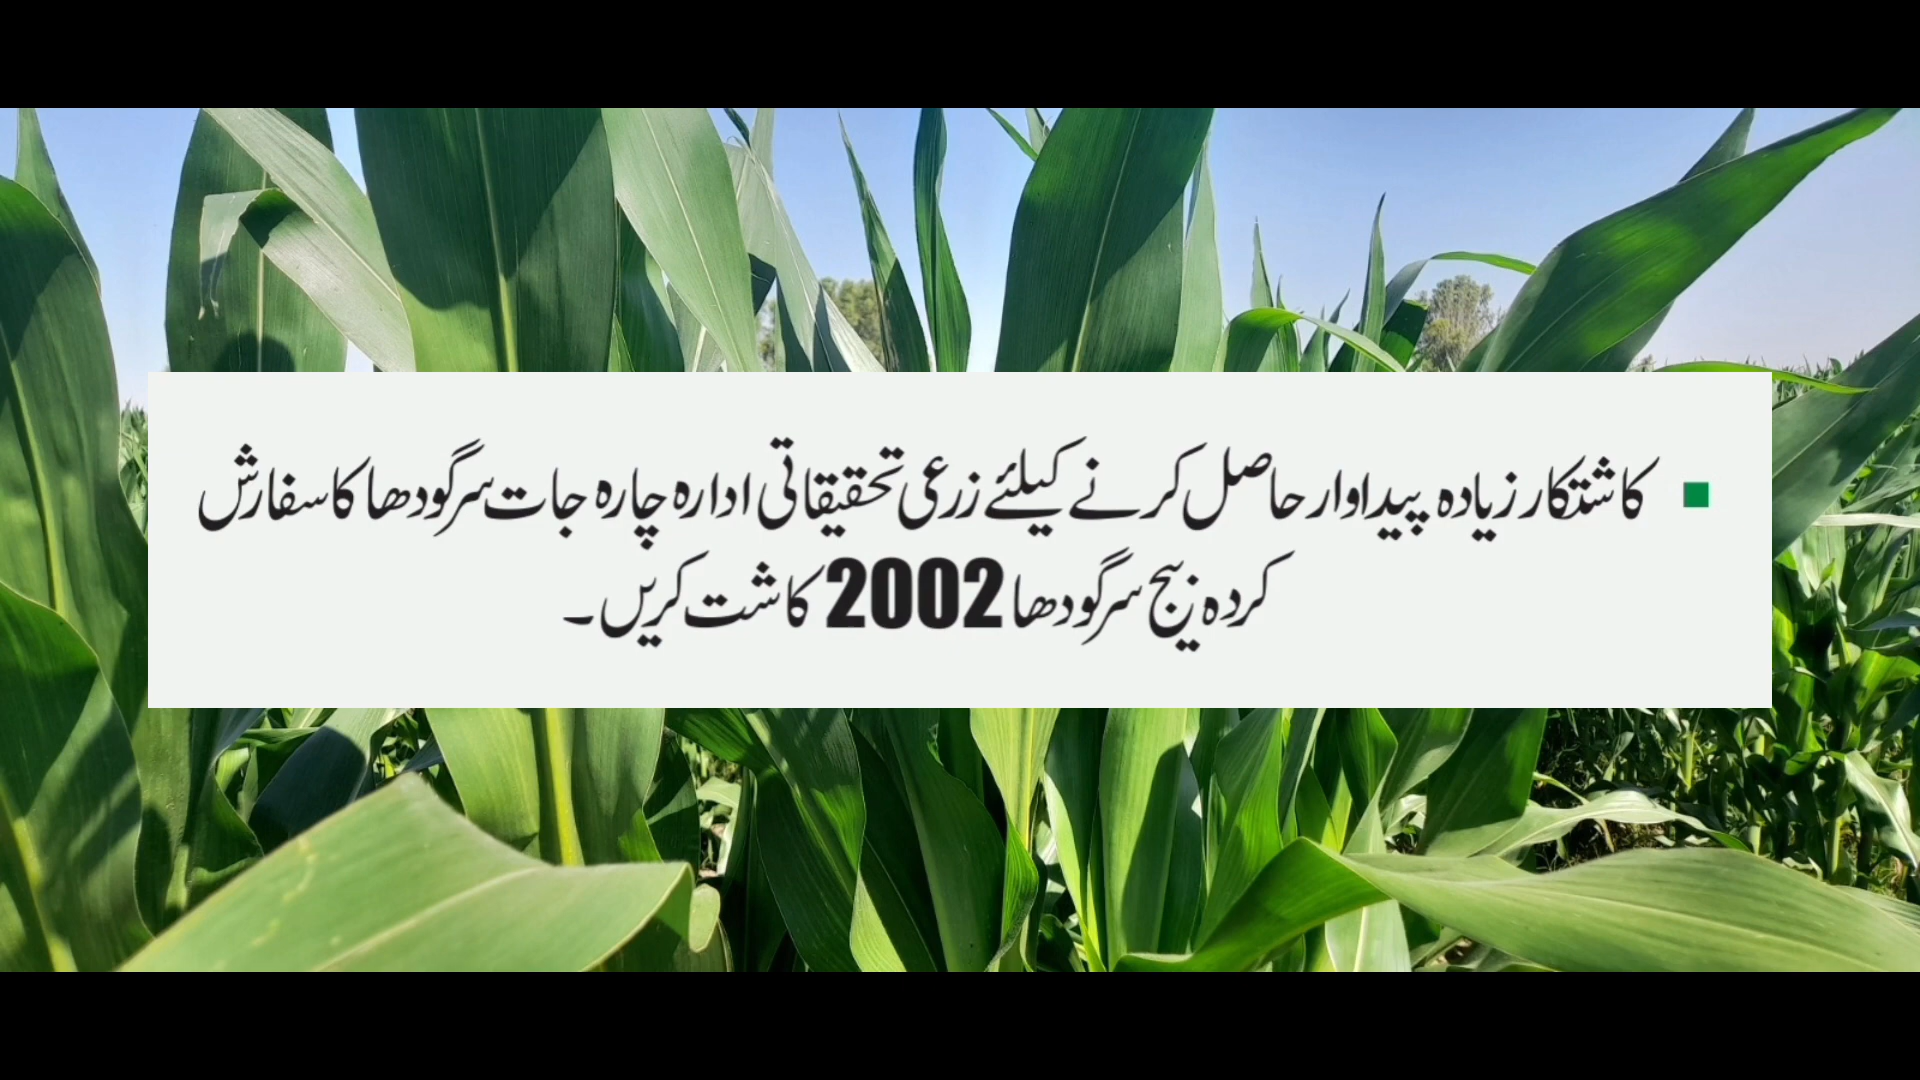 ▪ کاشتکار زیادہ پیداوار حاصل کرنے کیلئے زرعی تحقیقاتی ادارہ چارہ جات سرگودھا کا سفارش
کردہ بیج سرگودھا 2002 کاشت کریں۔